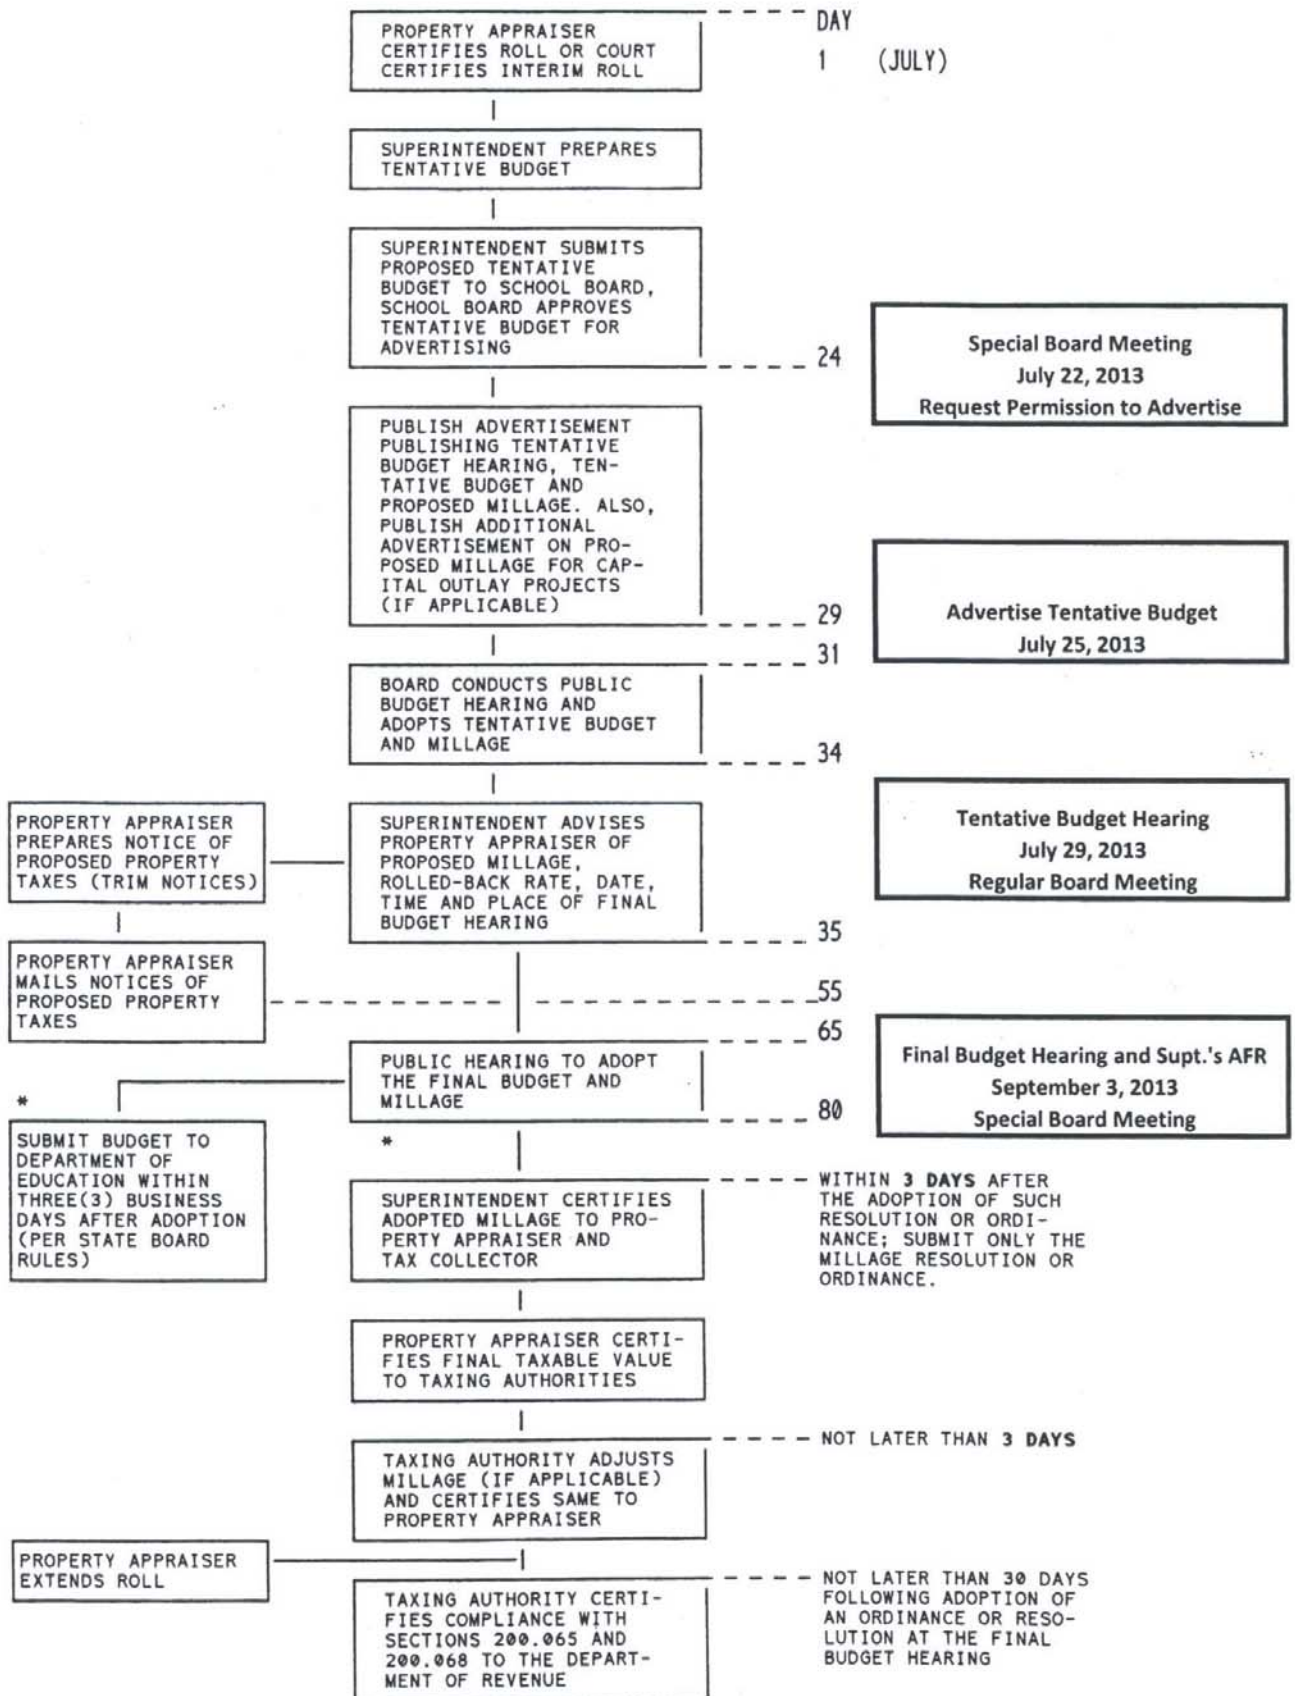 PROPERTY APPRAISER
CERTIFIES ROLL OR COURT
CERTIFIES INTERIM ROLL
DAY
1 (JULY)
SUPERINTENDENT PREPARES
TENTATIVE BUDGET
SUPERINTENDENT SUBMITS
PROPOSED TENTATIVE
BUDGET TO SCHOOL BOARD,
SCHOOL BOARD APPROVES
TENTATIVE BUDGET FOR
ADVERTISING
24
Special Board Meeting
July 22, 2013
Request Permission to Advertise
PUBLISH ADVERTISEMENT
PUBLISHING TENTATIVE
BUDGET HEARING, TEN-
TATIVE BUDGET AND
PROPOSED MILLAGE. ALSO,
PUBLISH ADDITIONAL
ADVERTISEMENT ON PRO-
POSED MILLAGE FOR CAP-
ITAL OUTLAY PROJECTS
(IF APPLICABLE)
29
Advertise Tentative Budget
July 25, 2013
31
BOARD CONDUCTS PUBLIC
BUDGET HEARING AND
ADOPTS TENTATIVE BUDGET
AND MILLAGE
34
Tentative Budget Hearing
July 29, 2013
Regular Board Meeting
PROPERTY APPRAISER
PREPARES NOTICE OF
PROPOSED PROPERTY
TAXES (TRIM NOTICES)
SUPERINTENDENT ADVISES
PROPERTY APPRAISER OF
PROPOSED MILLAGE,
ROLLED-BACK RATE, DATE,
TIME AND PLACE OF FINAL
BUDGET HEARING
35
PROPERTY APPRAISER
MAILS NOTICES OF
PROPOSED PROPERTY
TAXES
55
65
PUBLIC HEARING TO ADOPT
THE FINAL BUDGET AND
MILLAGE
80
Final Budget Hearing and Supt.'s AFR
September 3, 2013
Special Board Meeting
*
SUBMIT BUDGET TO
DEPARTMENT OF
EDUCATION WITHIN
THREE(3) BUSINESS
DAYS AFTER ADOPTION
(PER STATE BOARD
RULES)
*
SUPERINTENDENT CERTIFIES
ADOPTED MILLAGE TO PRO-
PERTY APPRAISER AND
TAX COLLECTOR
WITHIN 3 DAYS AFTER
THE ADOPTION OF SUCH
RESOLUTION OR ORDI-
NANCE; SUBMIT ONLY THE
MILLAGE RESOLUTION OR
ORDINANCE.
PROPERTY APPRAISER CERTI-
FIES FINAL TAXABLE VALUE
TO TAXING AUTHORITIES
TAXING AUTHORITY ADJUSTS
MILLAGE (IF APPLICABLE)
AND CERTIFIES SAME TO
PROPERTY APPRAISER
NOT LATER THAN 3 DAYS
PROPERTY APPRAISER
EXTENDS ROLL
TAXING AUTHORITY CERTI-
FIES COMPLIANCE WITH
SECTIONS 200.065 AND
200.068 TO THE DEPART-
MENT OF REVENUE
NOT LATER THAN 30 DAYS
FOLLOWING ADOPTION OF
AN ORDINANCE OR RESO-
LUTION AT THE FINAL
BUDGET HEARING